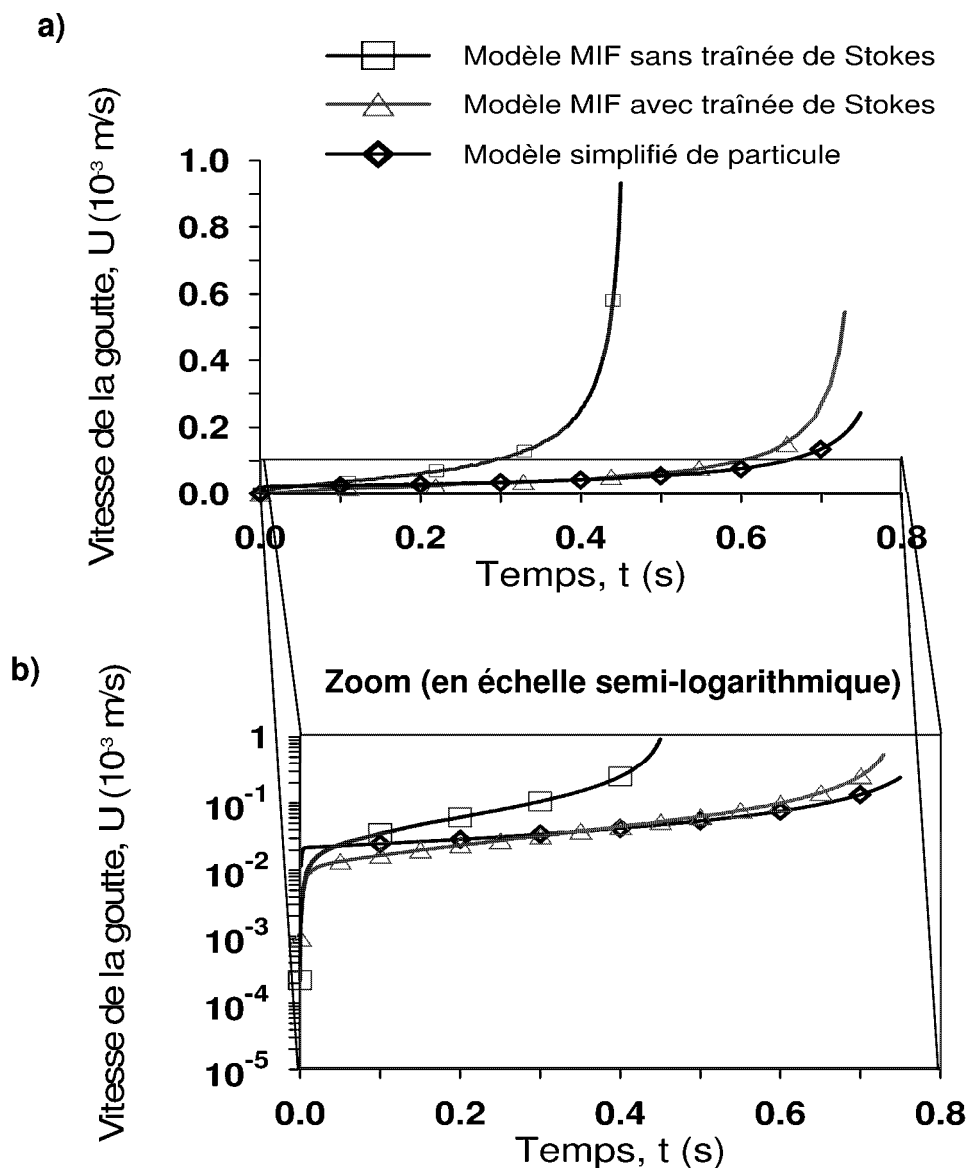 a)
Modèle MIF sans traînée de Stokes
Modèle MIF avec traînée de Stokes
Modèle simplifié de particule
Vitesse de la goutte, U (10⁻³ m/s)
1.0
0.8
0.6
0.4
0.2
0.0
0.0 0.2 0.4 0.6 0.8
Temps, t (s)
b)
Zoom (en échelle semi-logarithmique)
Vitesse de la goutte, U (10⁻³ m/s)
1
10⁻¹
10⁻²
10⁻³
10⁻⁴
10⁻⁵
0.0 0.2 0.4 0.6 0.8
Temps, t (s)